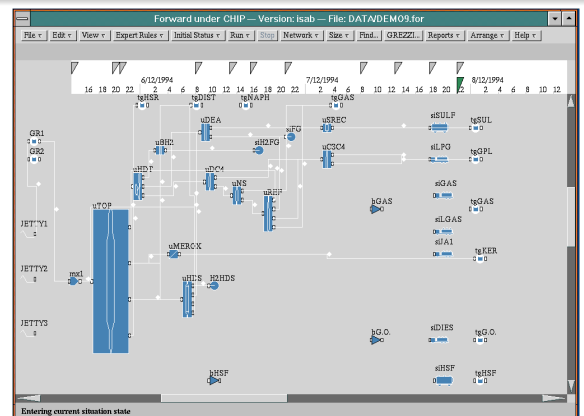 Forward under CHIP — Version: isab — File: DATA/DEMO9.for
File Edit View Expert Rules Initial Status Run Stop Network Size Find... GREZZI... Reports Arrange Help
6/12/1994 7/12/1994 8/12/1994
16 18 20 22 2 4 6 8 10 12 14 16 18 20 22 2 4 6 8 10 12 14 16 18 20 22 2 4 6 8 10 12
tgHSR tgDIST tgNAPH tgGAS
uDEA uSREC siSULF tgSUL
GR1 uBH2 siH2FG siFG
GR2 uC3C4 siLPG tgGPL
uHDT uDC4
uNS uRHF siGAS
uTOP bGAS tgGAS
JETTY1 siLGAS
uMEROX siJA1 tgKER
JETTY2 mx1 uHDS H2HDS
JETTY3 bG.O. siDIES tgG.O.
bHSF siHSF tgHSF
Entering current situation state